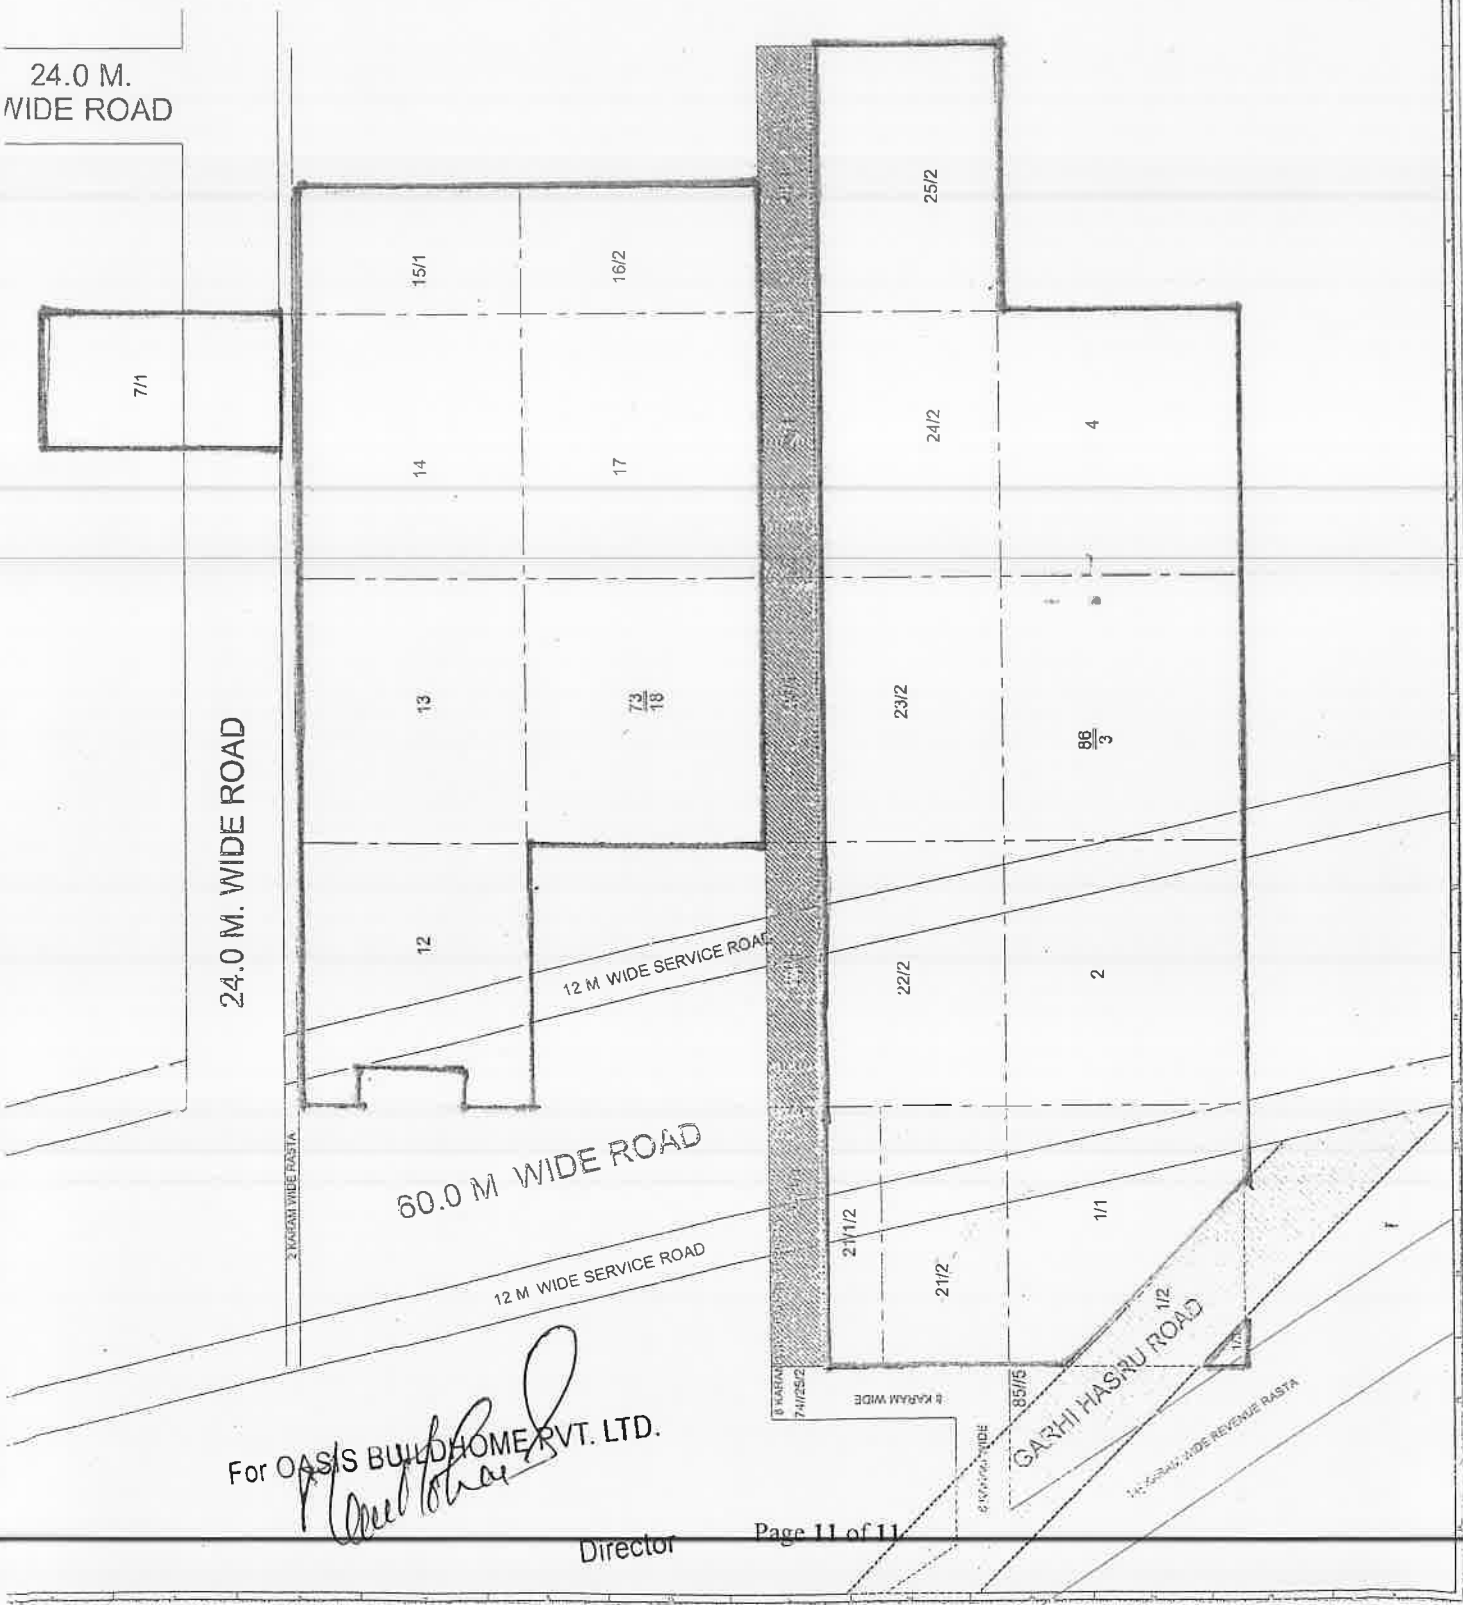 24.0 M.
WIDE ROAD
25/2
15/1
16/2
7/1
24/2
4
14
17
13
73
18
23/2
86
3
24.0 M. WIDE ROAD
12
12 M WIDE SERVICE ROAD
22/2
2
2 KARAM WIDE RASTA
60.0 M WIDE ROAD
21/1/2
1/1
12 M WIDE SERVICE ROAD
21/2
1/2
GARHI HASRU ROAD
8 KARAM
74//25/2
8 KARAM WIDE
85//5
For OASIS BUILDHOME PVT. LTD.
Director
Page 11 of 11